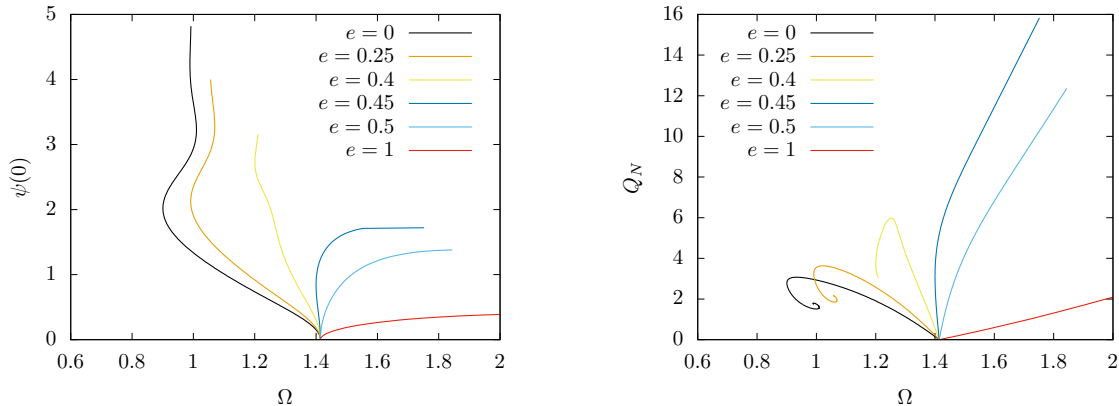 5
4
3
2
1
0
ψ(0)
0.6 0.8 1 1.2 1.4 1.6 1.8 2
Ω
e = 0
e = 0.25
e = 0.4
e = 0.45
e = 0.5
e = 1
16
14
12
10
8
6
4
2
0
Q_N
0.6 0.8 1 1.2 1.4 1.6 1.8 2
Ω
e = 0
e = 0.25
e = 0.4
e = 0.45
e = 0.5
e = 1